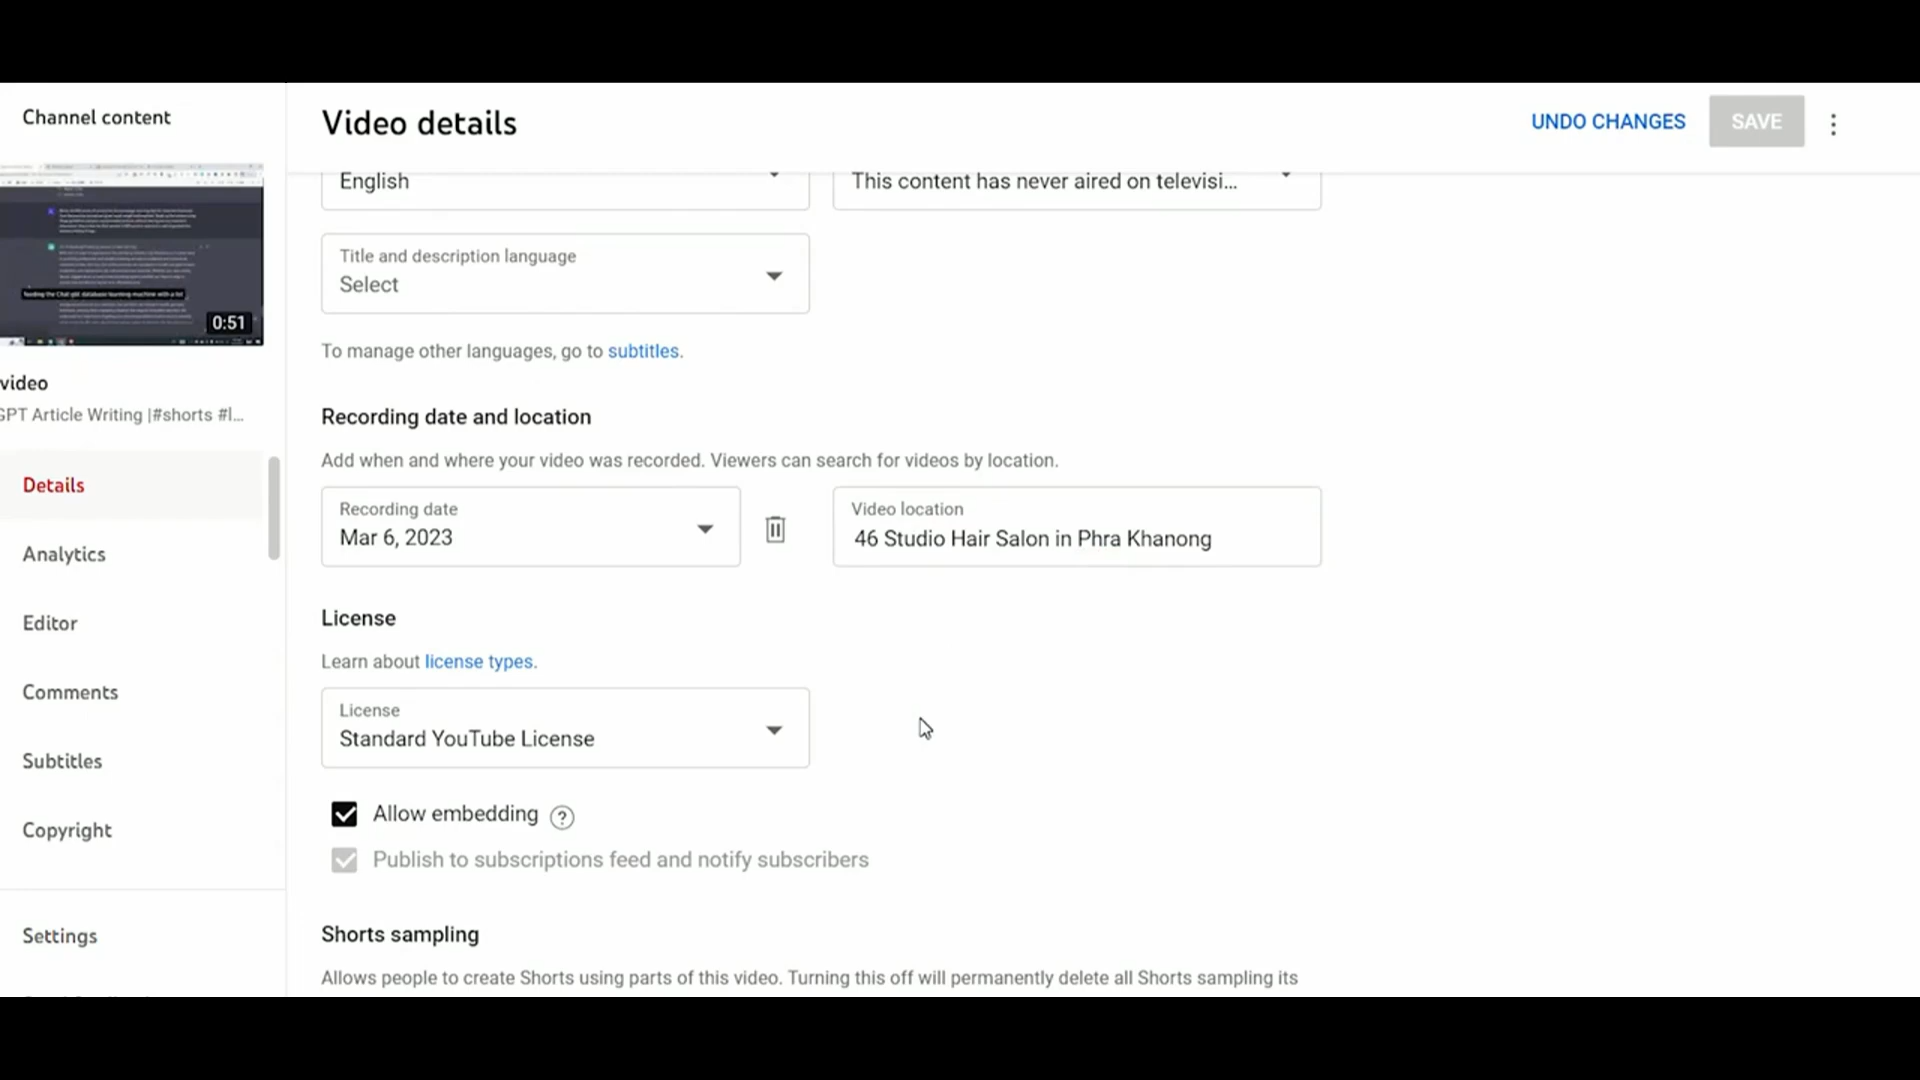 Channel content
Video details
UNDO CHANGES
SAVE
English
This content has never aired on televisi...
Title and description language
Select
To manage other languages, go to subtitles.
0:51
video
GPT Article Writing |#shorts #l...
Recording date and location
Add when and where your video was recorded. Viewers can search for videos by location.
Recording date
Mar 6, 2023
Video location
46 Studio Hair Salon in Phra Khanong
Details
Analytics
Editor
Comments
Subtitles
Copyright
Settings
License
Learn about license types.
License
Standard YouTube License
Allow embedding ?
Publish to subscriptions feed and notify subscribers
Shorts sampling
Allows people to create Shorts using parts of this video. Turning this off will permanently delete all Shorts sampling its